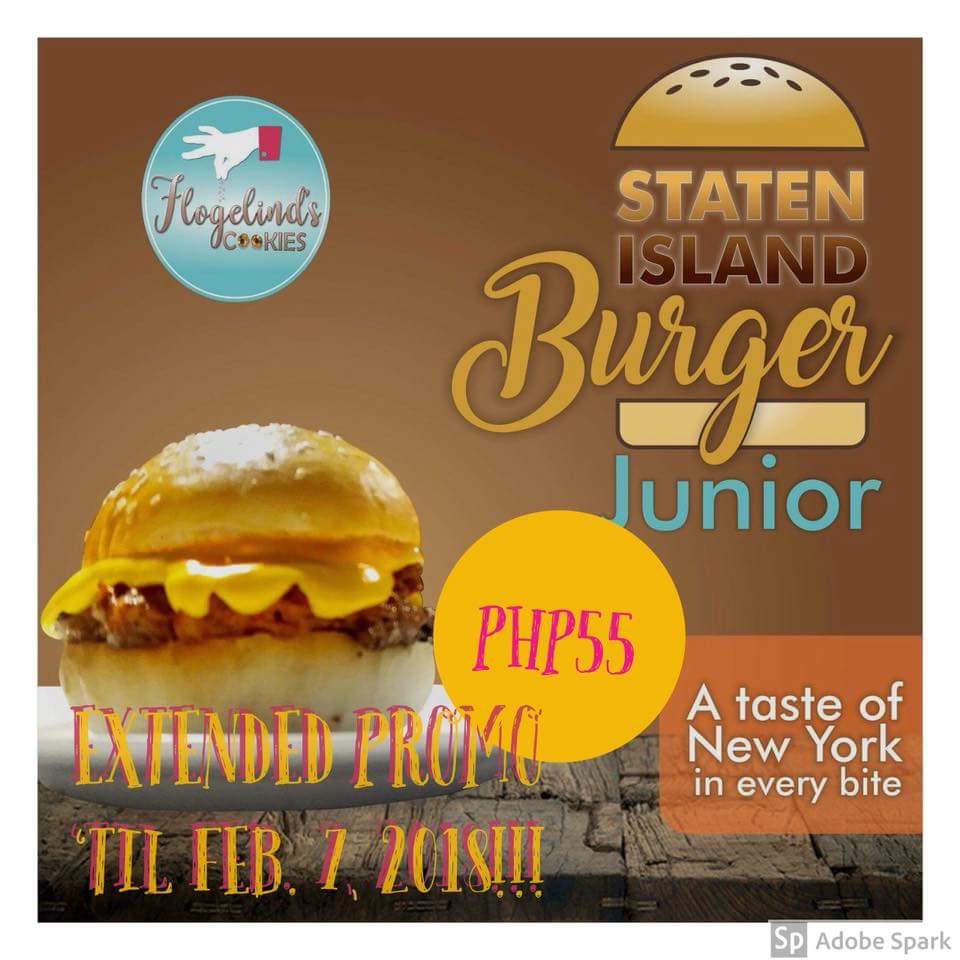 Flogelind's
COOKIES
STATEN
ISLAND
Burger
Junior
PHP55
A taste of
New York
in every bite
EXTENDED PROMO
'TIL FEB. 7, 2018!!!
Sp Adobe Spark